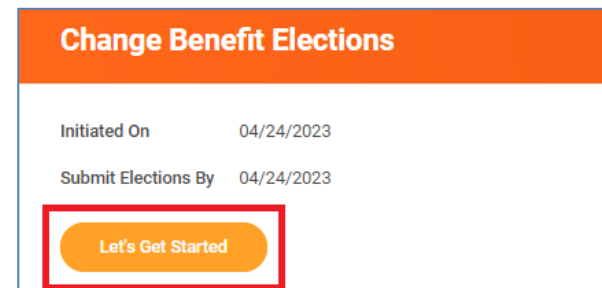 Change Benefit Elections
Initiated On 04/24/2023
Submit Elections By 04/24/2023
Let's Get Started